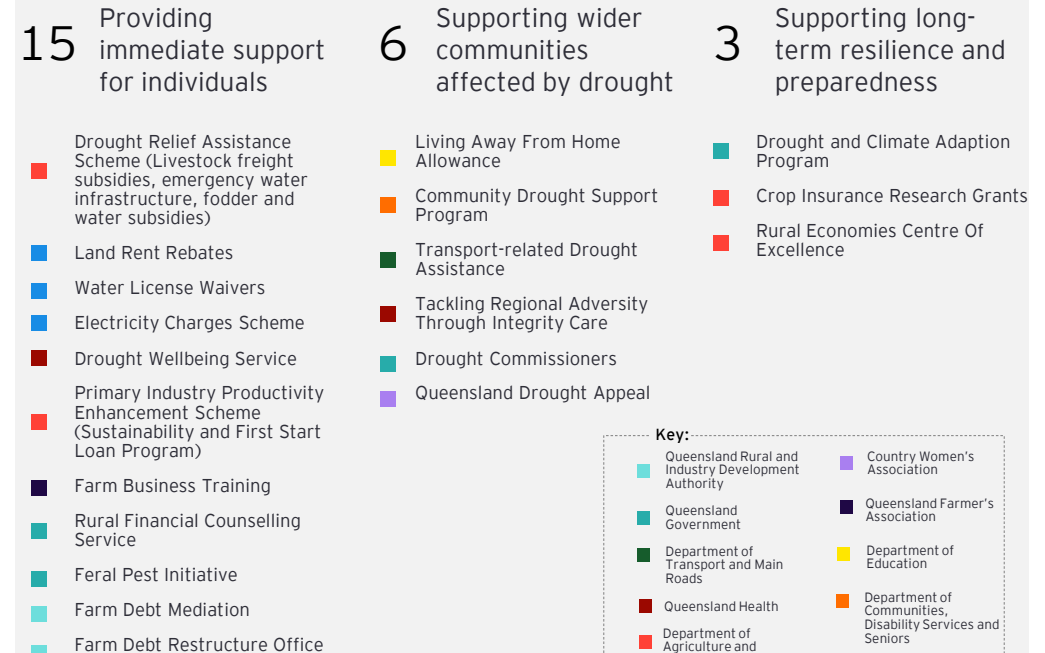 15
Providing
immediate support
for individuals
Drought Relief Assistance
Scheme (Livestock freight
subsidies, emergency water
infrastructure, fodder and
water subsidies)
Land Rent Rebates
Water License Waivers
Electricity Charges Scheme
Drought Wellbeing Service
Primary Industry Productivity
Enhancement Scheme
(Sustainability and First Start
Loan Program)
Farm Business Training
Rural Financial Counselling
Service
Feral Pest Initiative
Farm Debt Mediation
Farm Debt Restructure Office
6
Supporting wider
communities
affected by drought
Living Away From Home
Allowance
Community Drought Support
Program
Transport-related Drought
Assistance
Tackling Regional Adversity
Through Integrity Care
Drought Commissioners
Queensland Drought Appeal
3
Supporting long-
term resilience and
preparedness
Drought and Climate Adaption
Program
Crop Insurance Research Grants
Rural Economies Centre Of
Excellence
Key:
Queensland Rural and
Industry Development
Authority
Queensland
Government
Department of
Transport and Main
Roads
Queensland Health
Department of
Agriculture and
Country Women's
Association
Queensland Farmer's
Association
Department of
Education
Department of
Communities,
Disability Services and
Seniors